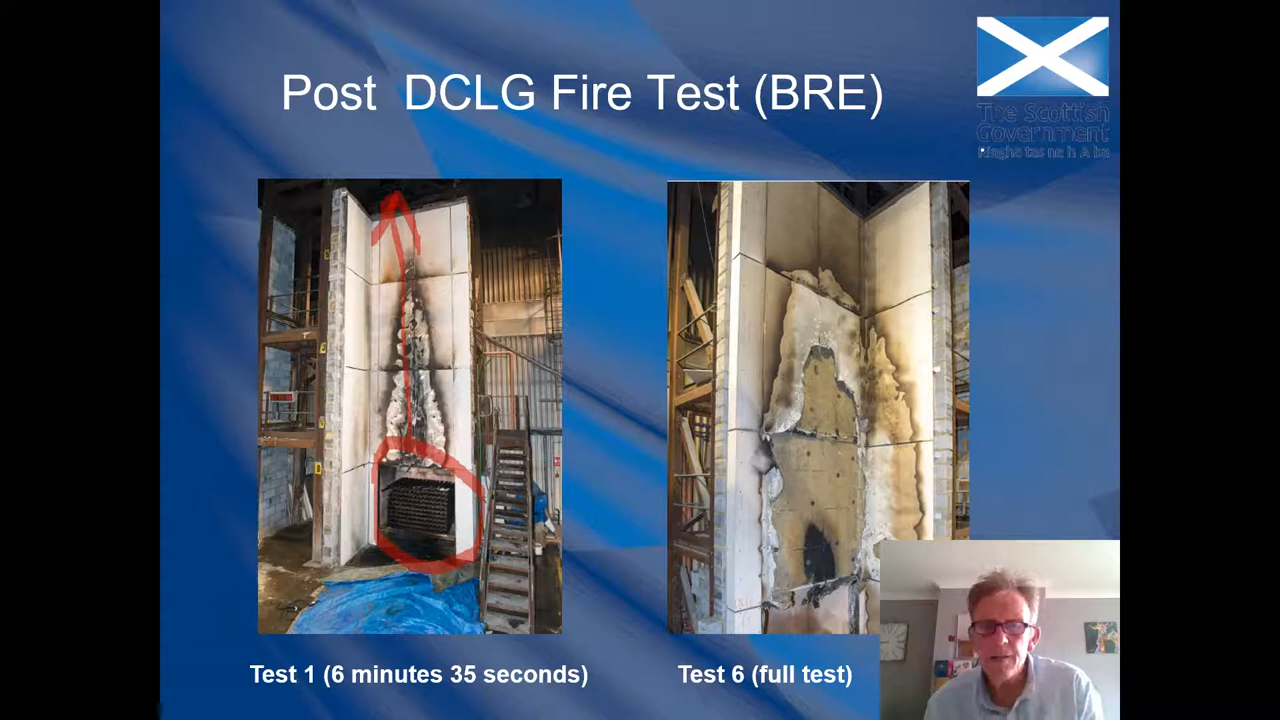 Post DCLG Fire Test (BRE)
The Scottish
Government
Test 1 (6 minutes 35 seconds)
Test 6 (full test)